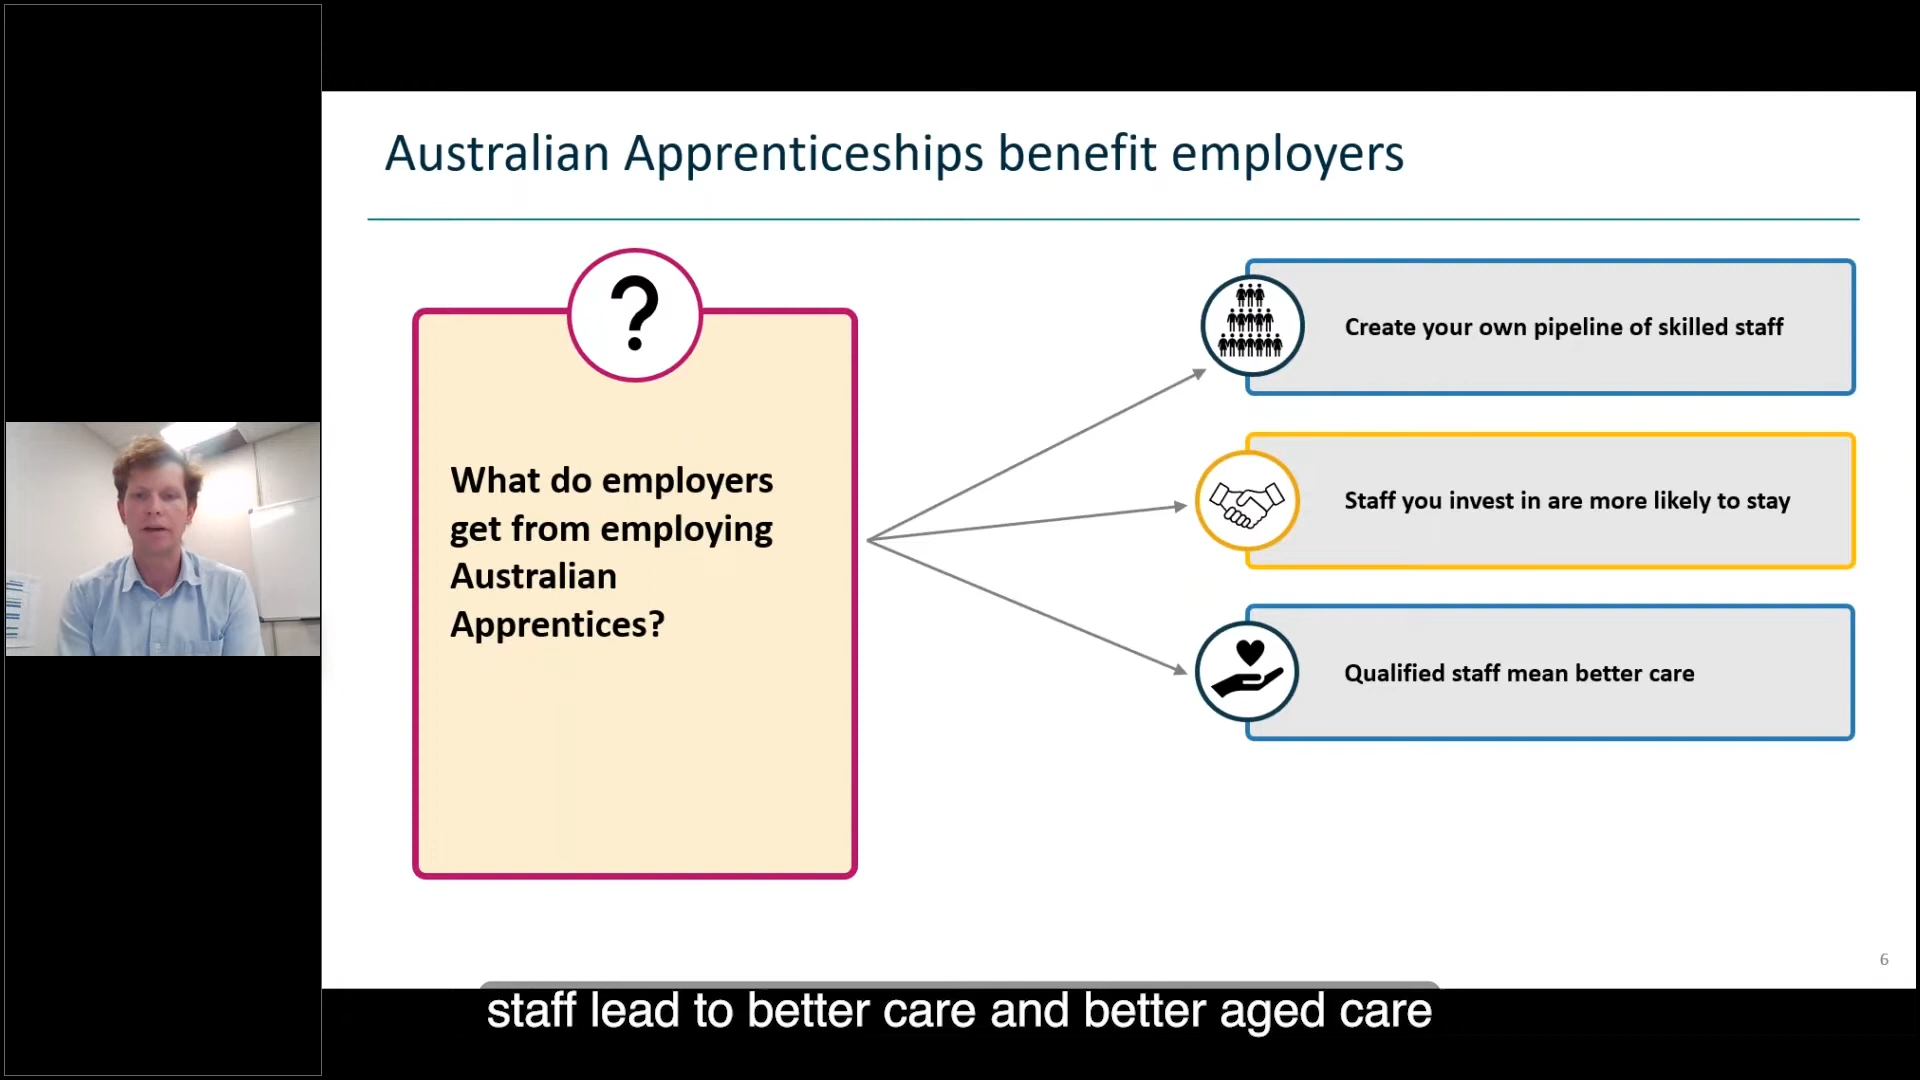 Australian Apprenticeships benefit employers
?
What do employers
get from employing
Australian
Apprentices?
Create your own pipeline of skilled staff
Staff you invest in are more likely to stay
Qualified staff mean better care
6
staff lead to better care and better aged care